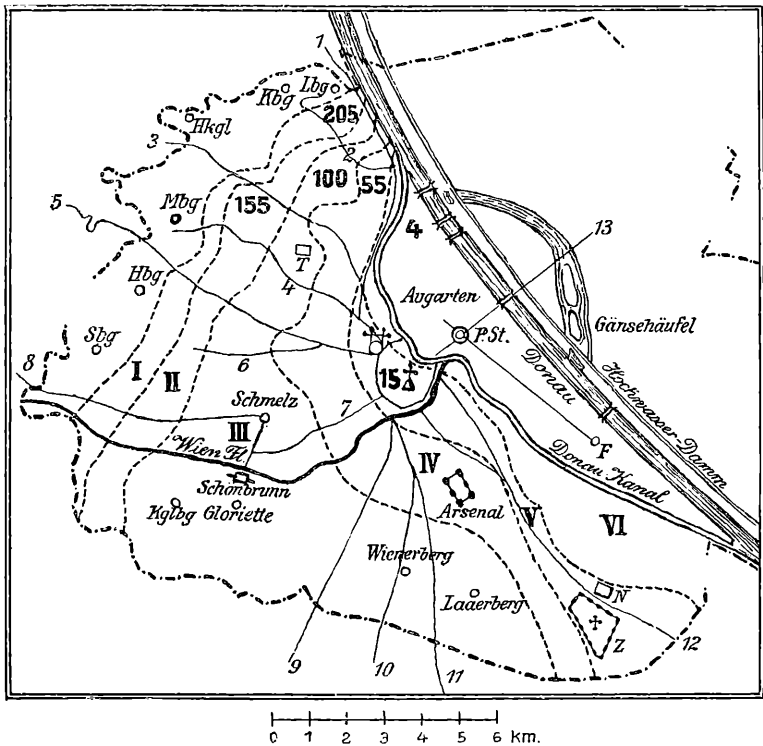 1
Kbg
Lbg
205
Hkgl
3
2
100
55
Mbg
155
5
13
4
T
4
Augarten
Hbg
P.St.
Gänsehäufel
Sbg
8
I
II
6
15
Donau
Hochwasser-Damm
Schmelz
III
7
Wien Fl.
F
Donau Kanal
IV
Schönbrunn
Kglbg Gloriette
Arsenal
V
VI
Wienerberg
Laaerberg
N
Z
12
9
10
11
0 1 2 3 4 5 6 km.